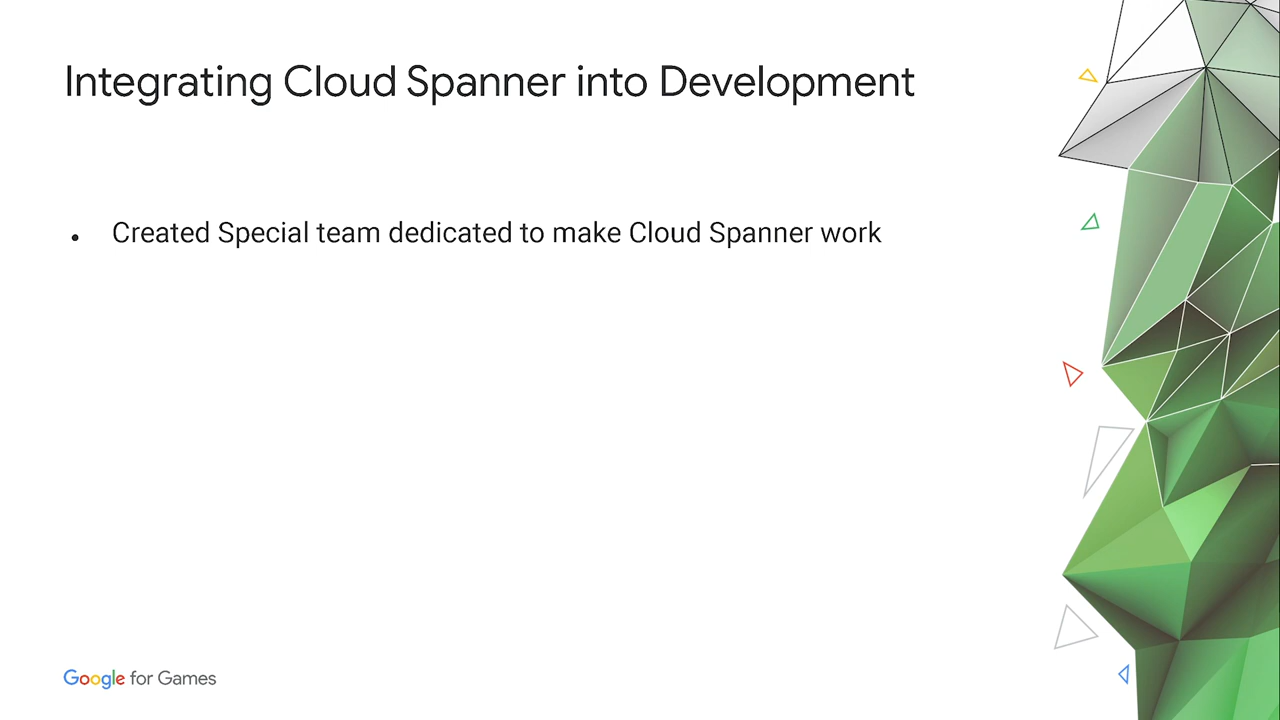 Integrating Cloud Spanner into Development
• Created Special team dedicated to make Cloud Spanner work
Google for Games